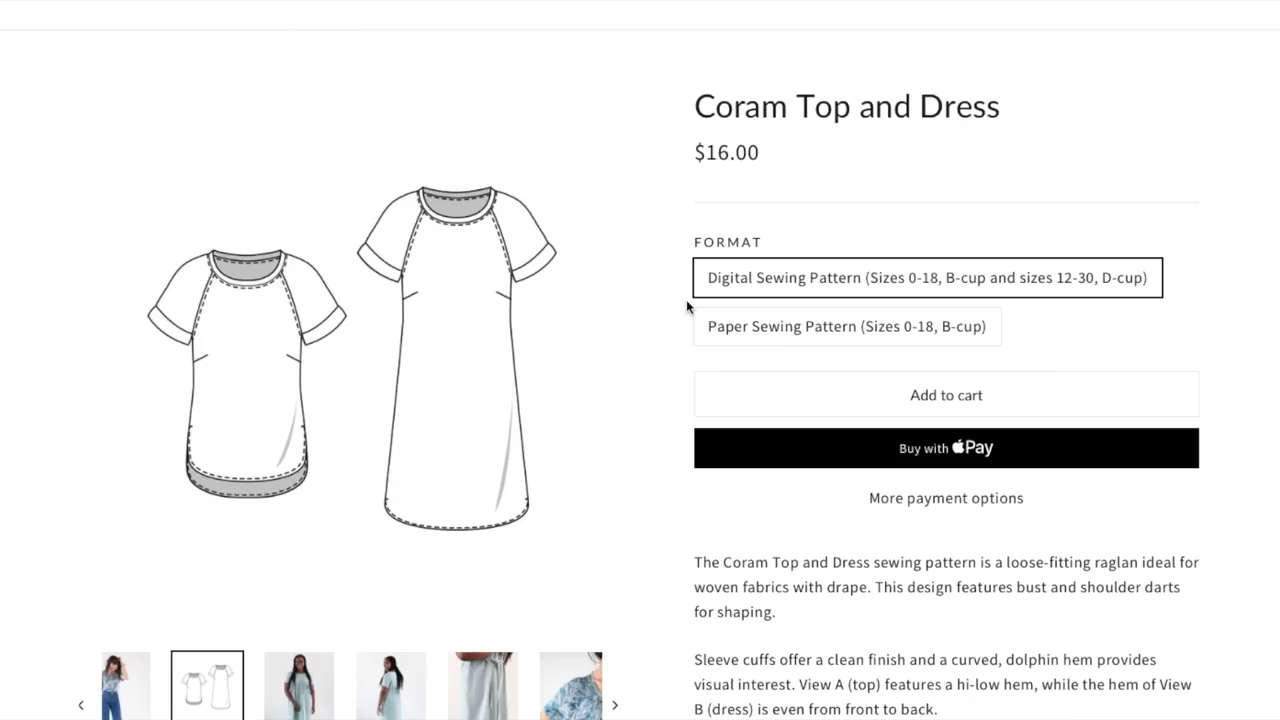 Coram Top and Dress
$16.00
FORMAT
Digital Sewing Pattern (Sizes 0-18, B-cup and sizes 12-30, D-cup)
Paper Sewing Pattern (Sizes 0-18, B-cup)
Add to cart
Buy with Pay
More payment options
The Coram Top and Dress sewing pattern is a loose-fitting raglan ideal for
woven fabrics with drape. This design features bust and shoulder darts
for shaping.
Sleeve cuffs offer a clean finish and a curved, dolphin hem provides
visual interest. View A (top) features a hi-low hem, while the hem of View
B (dress) is even from front to back.